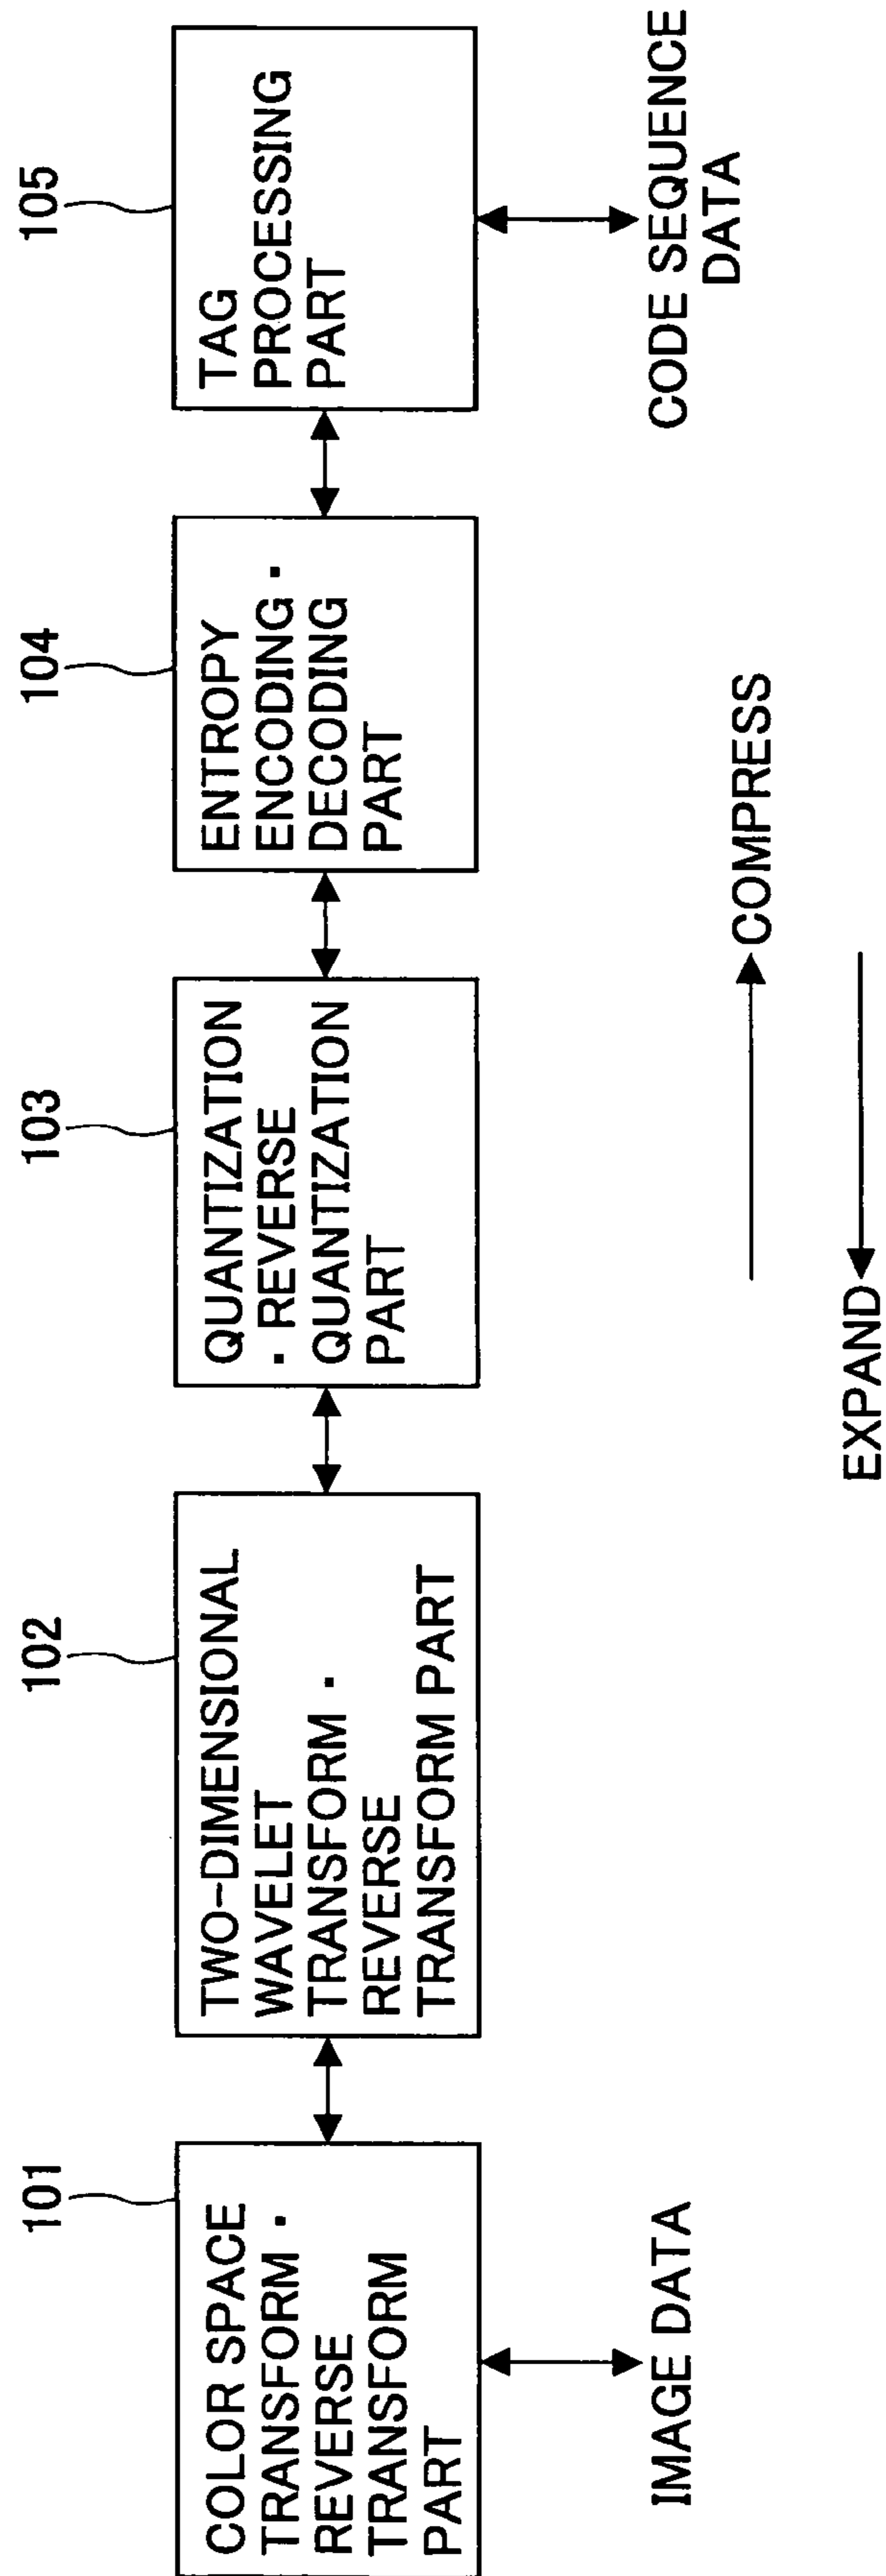 101
COLOR SPACE
TRANSFORM ·
REVERSE
TRANSFORM
PART
IMAGE DATA
102
TWO-DIMENSIONAL
WAVELET
TRANSFORM ·
REVERSE
TRANSFORM PART
103
QUANTIZATION
· REVERSE
QUANTIZATION
PART
104
ENTROPY
ENCODING ·
DECODING
PART
105
TAG
PROCESSING
PART
CODE SEQUENCE
DATA
COMPRESS
EXPAND